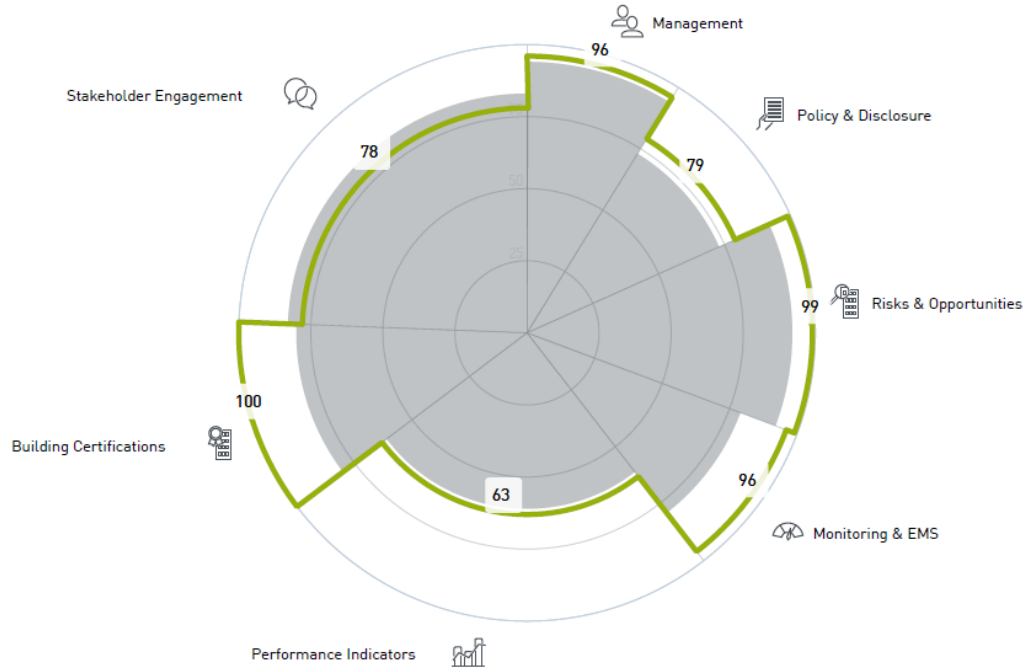 Management
96
Stakeholder Engagement
Policy & Disclosure
78
79
50
25
99
Risks & Opportunities
100
Building Certifications
96
63
Monitoring & EMS
Performance Indicators